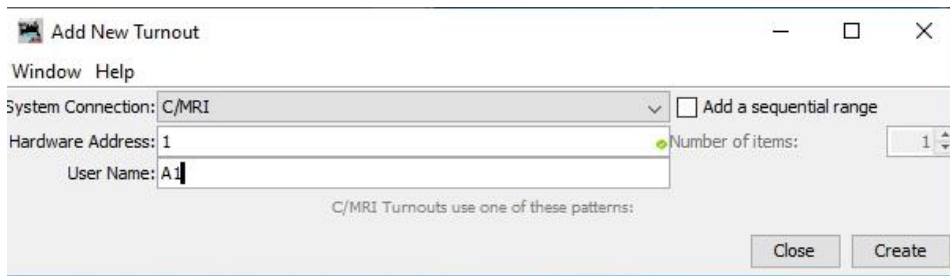 Add New Turnout
Window Help
System Connection: C/MRI Add a sequential range
Hardware Address: 1 Number of items: 1
User Name: A1
C/MRI Turnouts use one of these patterns:
Close Create